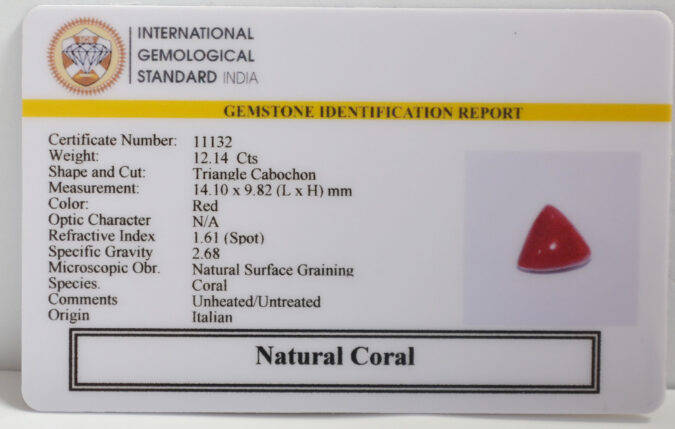 INTERNATIONAL
GEMOLOGICAL
STANDARD INDIA
GEMSTONE IDENTIFICATION REPORT
Certificate Number: 11132
Weight: 12.14 Cts
Shape and Cut: Triangle Cabochon
Measurement: 14.10 x 9.82 (L x H) mm
Color: Red
Optic Character N/A
Refractive Index 1.61 (Spot)
Specific Gravity 2.68
Microscopic Obr. Natural Surface Graining
Species. Coral
Comments Unheated/Untreated
Origin Italian
Natural Coral